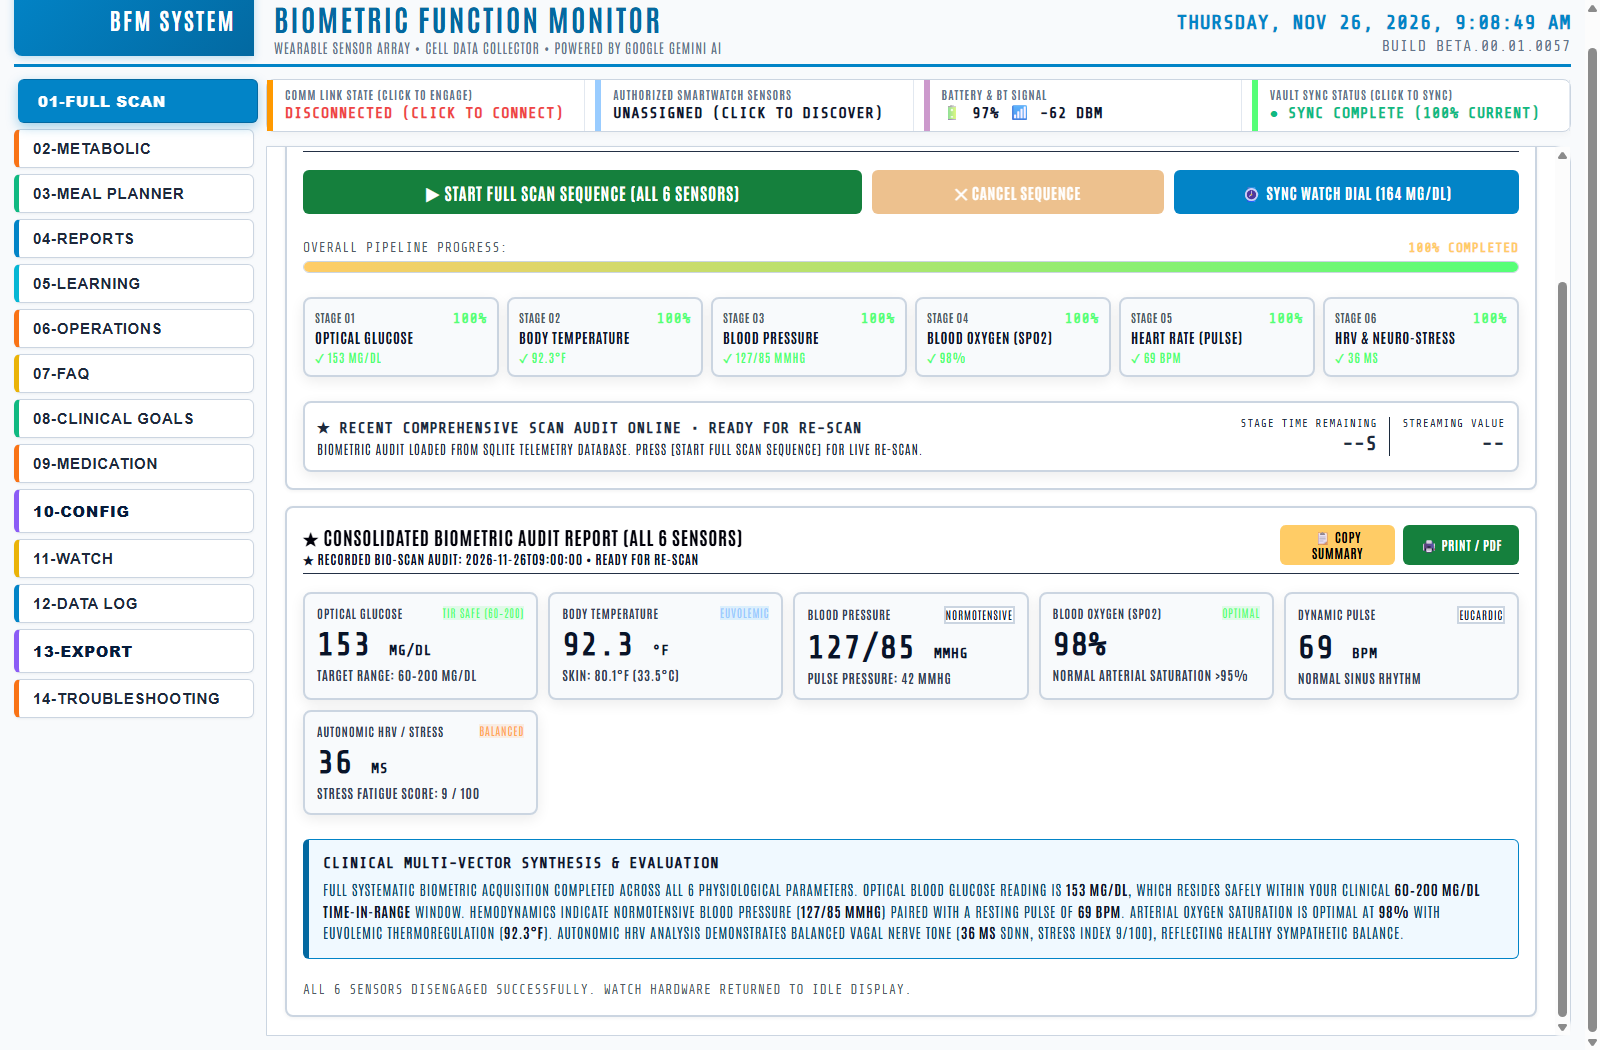 BFM SYSTEM
BIOMETRIC FUNCTION MONITOR
WEARABLE SENSOR ARRAY • CELL DATA COLLECTOR • POWERED BY GOOGLE GEMINI AI
THURSDAY, NOV 26, 2026, 9:08:49 AM
BUILD BETA.00.01.0057
01-FULL SCAN
02-METABOLIC
03-MEAL PLANNER
04-REPORTS
05-LEARNING
06-OPERATIONS
07-FAQ
08-CLINICAL GOALS
09-MEDICATION
10-CONFIG
11-WATCH
12-DATA LOG
13-EXPORT
14-TROUBLESHOOTING
COMM LINK STATE (CLICK TO ENGAGE)
DISCONNECTED (CLICK TO CONNECT)
AUTHORIZED SMARTWATCH SENSORS
UNASSIGNED (CLICK TO DISCOVER)
BATTERY & BT SIGNAL
🔋 97% 📶 -62 DBM
VAULT SYNC STATUS (CLICK TO SYNC)
● SYNC COMPLETE (100% CURRENT)
▶ START FULL SCAN SEQUENCE (ALL 6 SENSORS)
✕ CANCEL SEQUENCE
SYNC WATCH DIAL (164 MG/DL)
OVERALL PIPELINE PROGRESS:
100% COMPLETED
STAGE 01 100%
OPTICAL GLUCOSE
✓ 153 MG/DL
STAGE 02 100%
BODY TEMPERATURE
✓ 92.3°F
STAGE 03 100%
BLOOD PRESSURE
✓ 127/85 MMHG
STAGE 04 100%
BLOOD OXYGEN (SPO2)
✓ 98%
STAGE 05 100%
HEART RATE (PULSE)
✓ 69 BPM
STAGE 06 100%
HRV & NEURO-STRESS
✓ 36 MS
★ RECENT COMPREHENSIVE SCAN AUDIT ONLINE • READY FOR RE-SCAN
BIOMETRIC AUDIT LOADED FROM SQLITE TELEMETRY DATABASE. PRESS [START FULL SCAN SEQUENCE] FOR LIVE RE-SCAN.
STAGE TIME REMAINING
--S
STREAMING VALUE
--
★ CONSOLIDATED BIOMETRIC AUDIT REPORT (ALL 6 SENSORS)
★ RECORDED BIO-SCAN AUDIT: 2026-11-26T09:00:00 • READY FOR RE-SCAN
📋 COPY
SUMMARY
🖨 PRINT / PDF
OPTICAL GLUCOSE TIR SAFE (60-200)
153 MG/DL
TARGET RANGE: 60-200 MG/DL
BODY TEMPERATURE EUVOLEMIC
92.3 °F
SKIN: 80.1°F (33.5°C)
BLOOD PRESSURE NORMOTENSIVE
127/85 MMHG
PULSE PRESSURE: 42 MMHG
BLOOD OXYGEN (SPO2) OPTIMAL
98%
NORMAL ARTERIAL SATURATION >95%
DYNAMIC PULSE EUCARDIC
69 BPM
NORMAL SINUS RHYTHM
AUTONOMIC HRV / STRESS BALANCED
36 MS
STRESS FATIGUE SCORE: 9 / 100
CLINICAL MULTI-VECTOR SYNTHESIS & EVALUATION
FULL SYSTEMATIC BIOMETRIC ACQUISITION COMPLETED ACROSS ALL 6 PHYSIOLOGICAL PARAMETERS. OPTICAL BLOOD GLUCOSE READING IS 153 MG/DL, WHICH RESIDES SAFELY WITHIN YOUR CLINICAL 60-200 MG/DL
TIME-IN-RANGE WINDOW. HEMODYNAMICS INDICATE NORMOTENSIVE BLOOD PRESSURE (127/85 MMHG) PAIRED WITH A RESTING PULSE OF 69 BPM. ARTERIAL OXYGEN SATURATION IS OPTIMAL AT 98% WITH
EUVOLEMIC THERMOREGULATION (92.3°F). AUTONOMIC HRV ANALYSIS DEMONSTRATES BALANCED VAGAL NERVE TONE (36 MS SDNN, STRESS INDEX 9/100), REFLECTING HEALTHY SYMPATHETIC BALANCE.
ALL 6 SENSORS DISENGAGED SUCCESSFULLY. WATCH HARDWARE RETURNED TO IDLE DISPLAY.